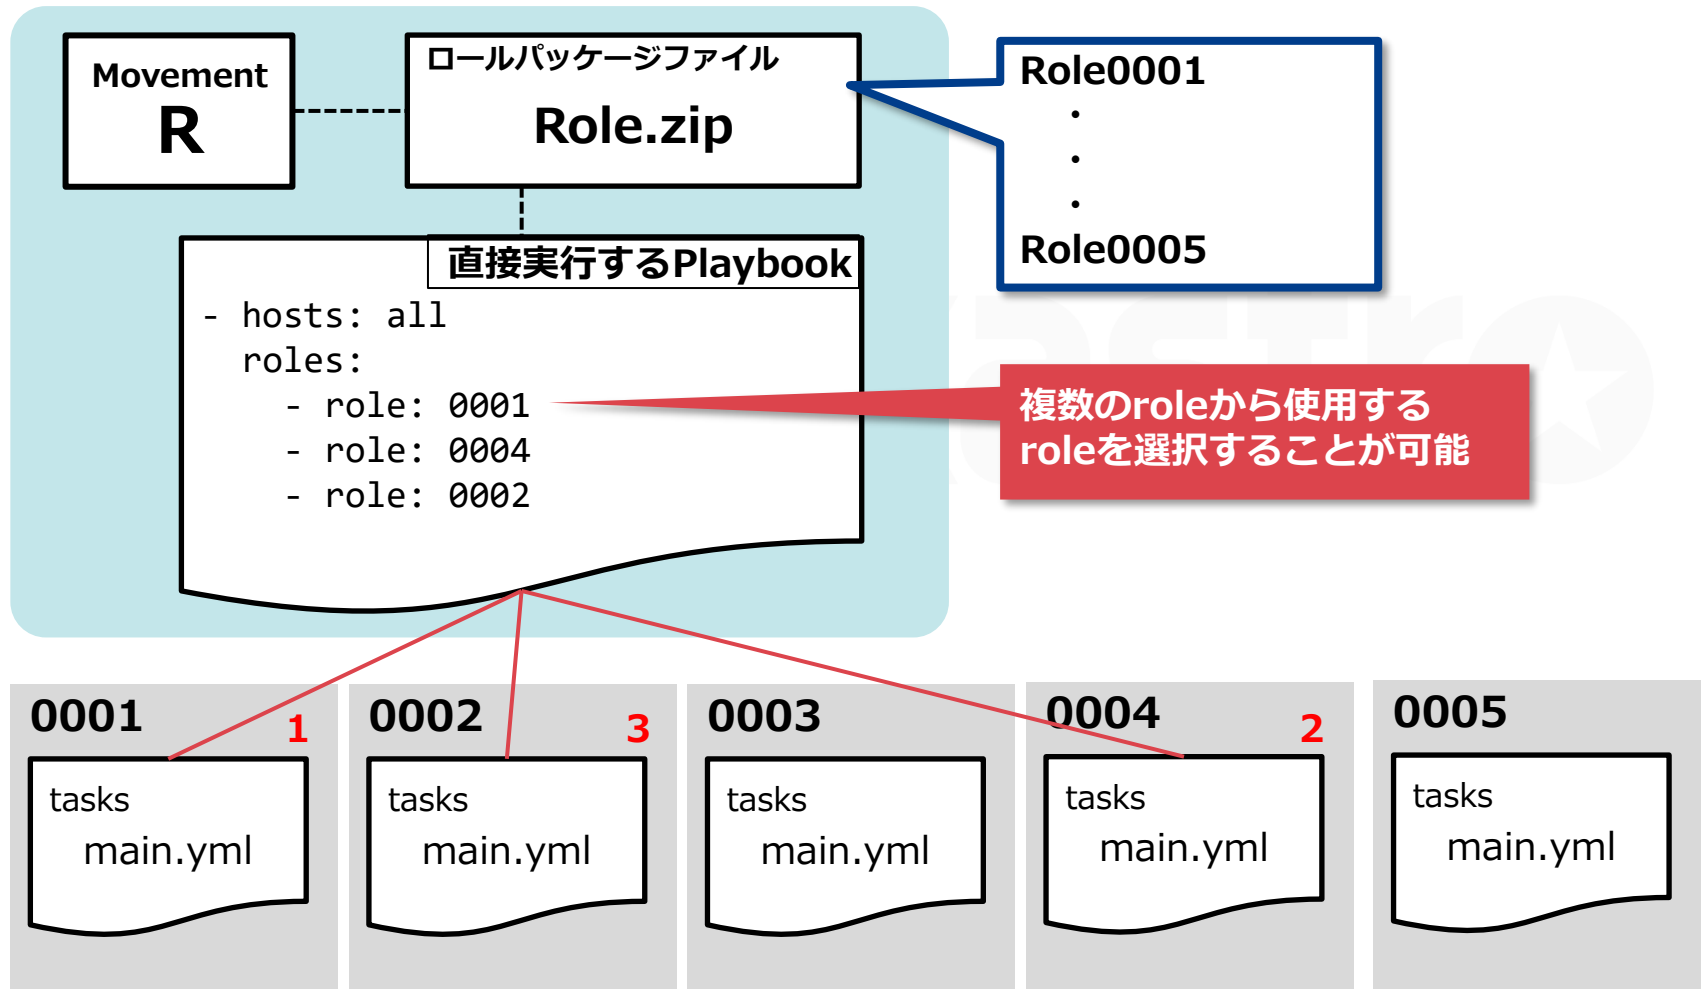 Movement
R
ロールパッケージファイル
Role.zip
Role0001
・
・
・
Role0005
直接実行するPlaybook
- hosts: all
roles:
- role: 0001
- role: 0004
- role: 0002
複数のroleから使用する
roleを選択することが可能
0001
1
tasks
main.yml
0002
3
tasks
main.yml
0003
tasks
main.yml
0004
2
tasks
main.yml
0005
tasks
main.yml